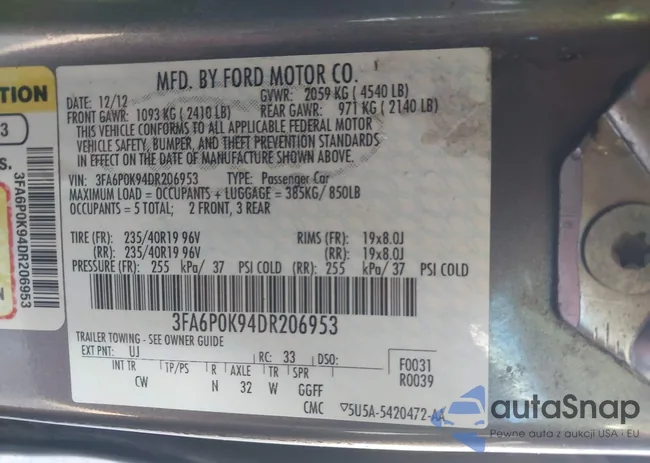 MFD. BY FORD MOTOR CO.
DATE: 12/12 GVWR: 2059 KG ( 4540 LB)
FRONT GAWR: 1093 KG ( 2410 LB) REAR GAWR: 971 KG ( 2140 LB)
THIS VEHICLE CONFORMS TO ALL APPLICABLE FEDERAL MOTOR
VEHICLE SAFETY, BUMPER, AND THEFT PREVENTION STANDARDS
IN EFFECT ON THE DATE OF MANUFACTURE SHOWN ABOVE.
VIN: 3FA6P0K94DR206953 TYPE: Passenger Car
MAXIMUM LOAD = OCCUPANTS + LUGGAGE = 385KG/ 850LB
OCCUPANTS = 5 TOTAL; 2 FRONT, 3 REAR
TIRE (FR): 235/40R19 96V RIMS (FR): 19x8.0J
(RR): 235/40R19 96V (RR): 19x8.0J
PRESSURE (FR): 255 kPa/ 37 PSI COLD (RR): 255 kPa/ 37 PSI COLD
3FA6P0K94DR206953
TRAILER TOWING - SEE OWNER GUIDE
EXT PNT: UJ RC: 33 DSO: F0031
R0039
INT TR TP/PS R AXLE TR SPR
CW N 32 W GGFF
CMC ▽5U5A-5420472-AA
3
S.
3FA6P0K94DR206953
N
autoSnap
Pewne auta z aukcji USA i EU